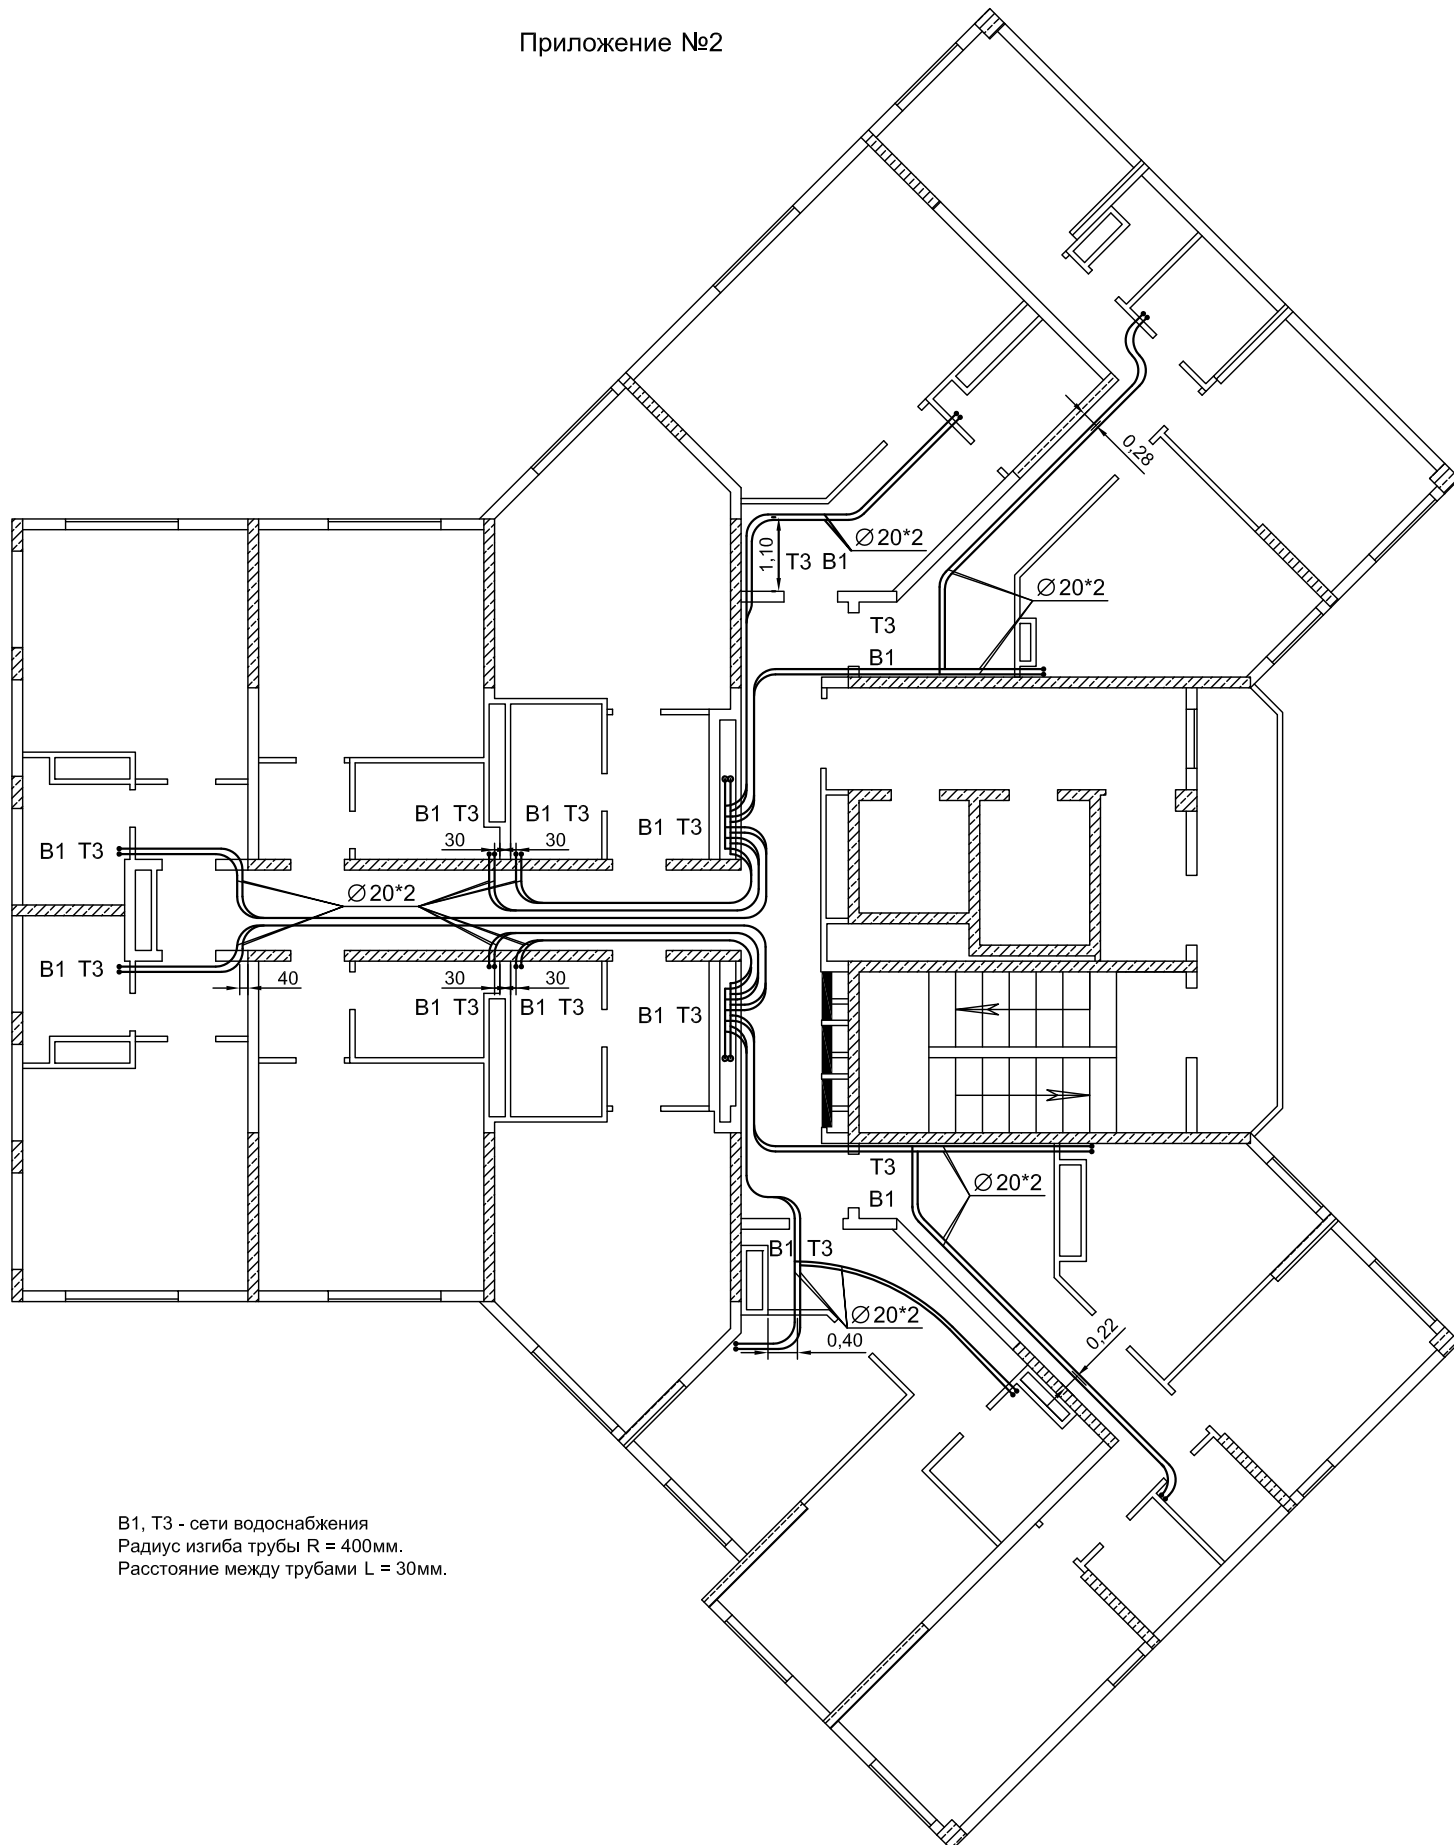 Приложение №2
0,28
∅20*2
1,10
Т3 В1
∅20*2
Т3
В1
В1 Т3
В1 Т3
В1 Т3
30
30
В1 Т3
∅20*2
В1 Т3
40
30
30
В1 Т3
В1 Т3
В1 Т3
Т3
В1
∅20*2
В1 Т3
∅20*2
0,40
0,22
В1, Т3 - сети водоснабжения
Радиус изгиба трубы R = 400мм.
Расстояние между трубами L = 30мм.